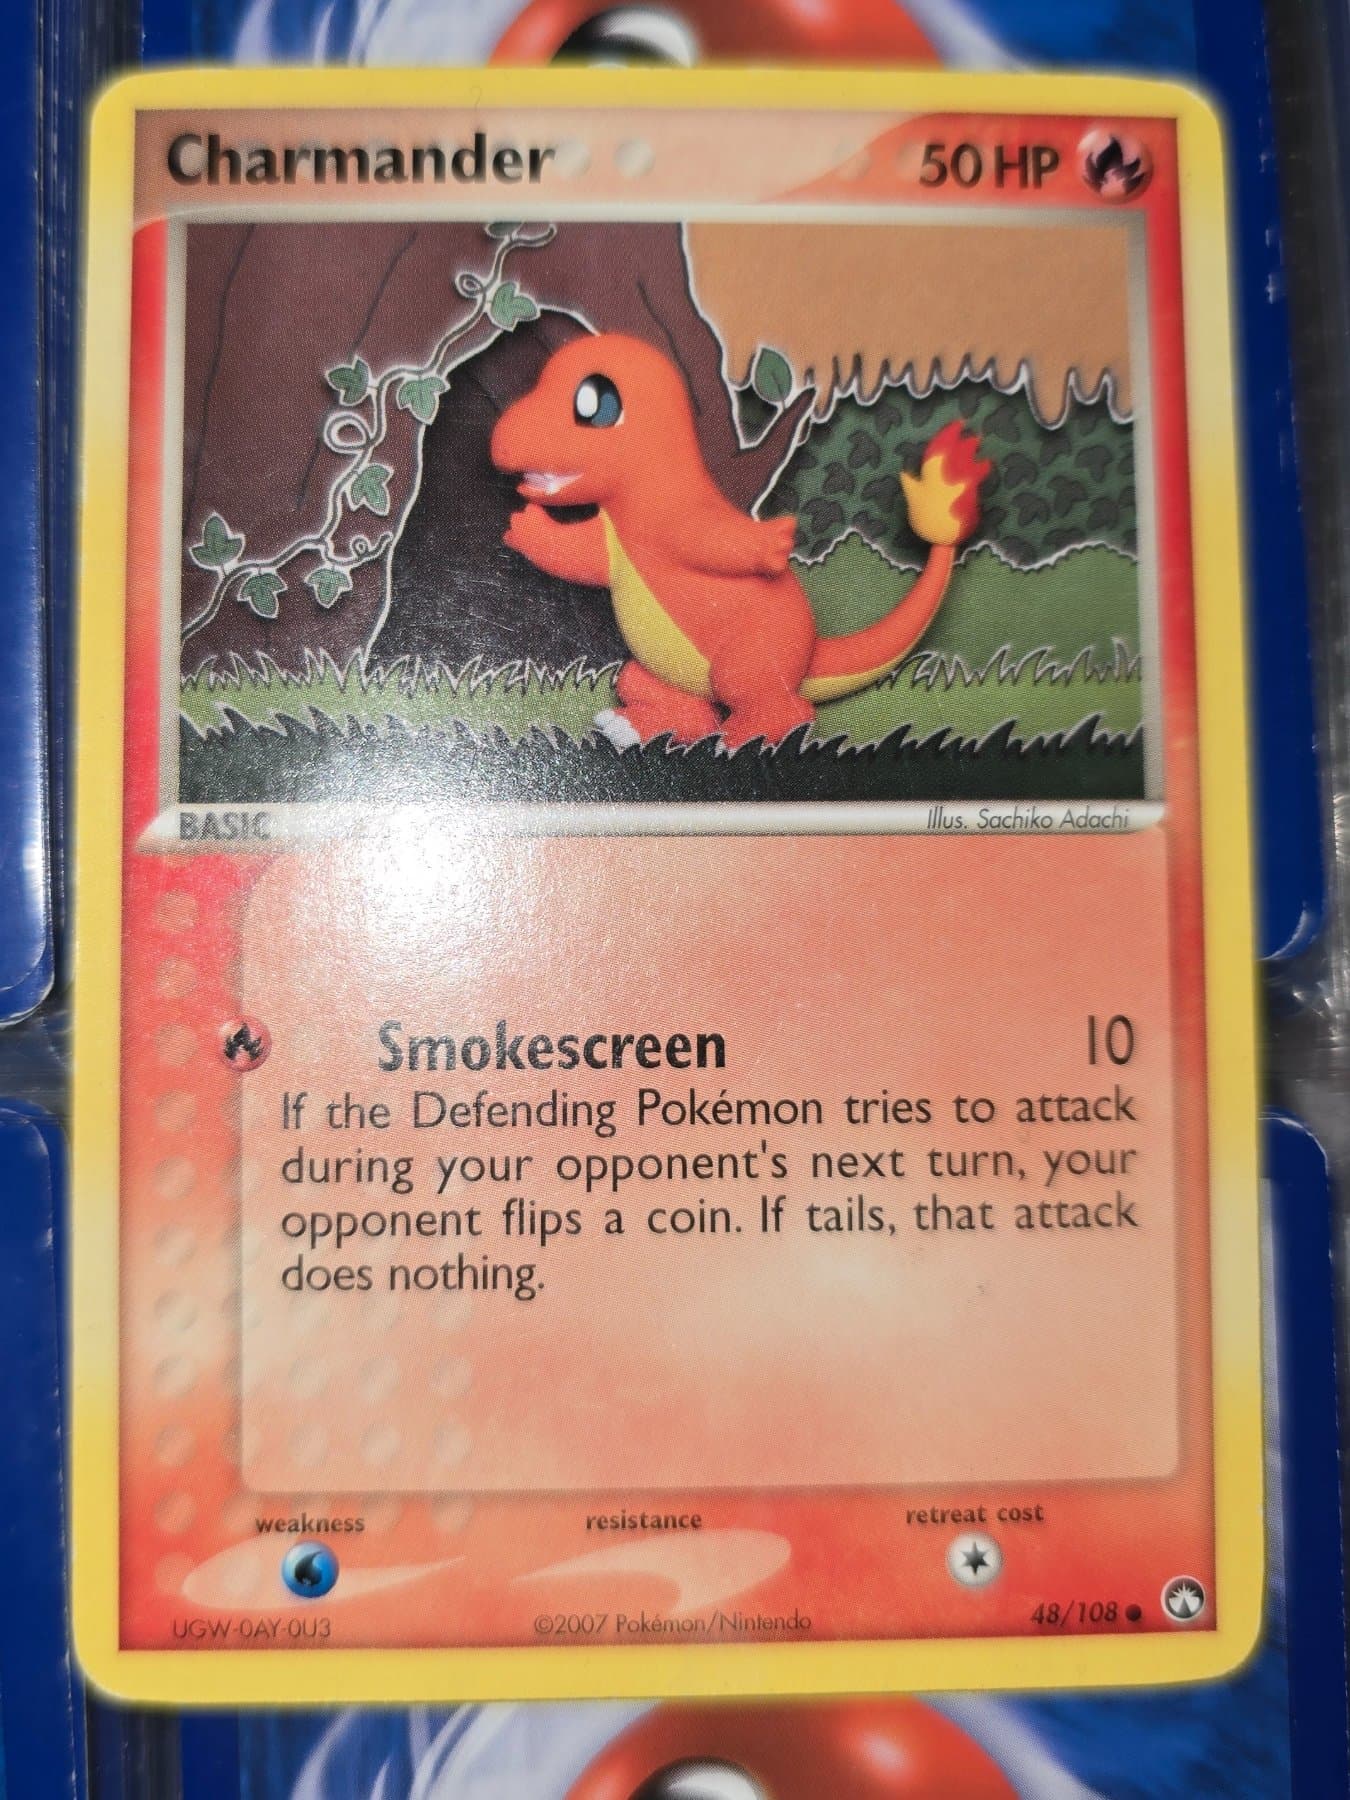 Charmander 50 HP
BASIC Illus. Sachiko Adachi
Smokescreen 10
If the Defending Pokémon tries to attack
during your opponent's next turn, your
opponent flips a coin. If tails, that attack
does nothing.
weakness resistance retreat cost
UGW-0AY-0U3 ©2007 Pokémon/Nintendo 48/108